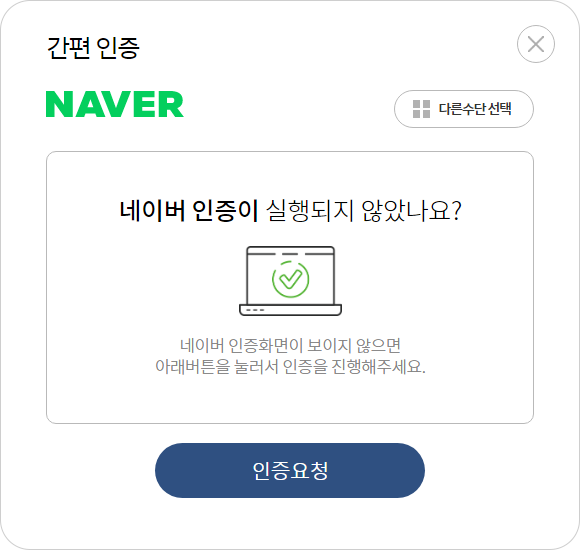 간편 인증
NAVER
다른수단 선택
네이버 인증이 실행되지 않았나요?
네이버 인증화면이 보이지 않으면
아래버튼을 눌러서 인증을 진행해주세요.
인증요청